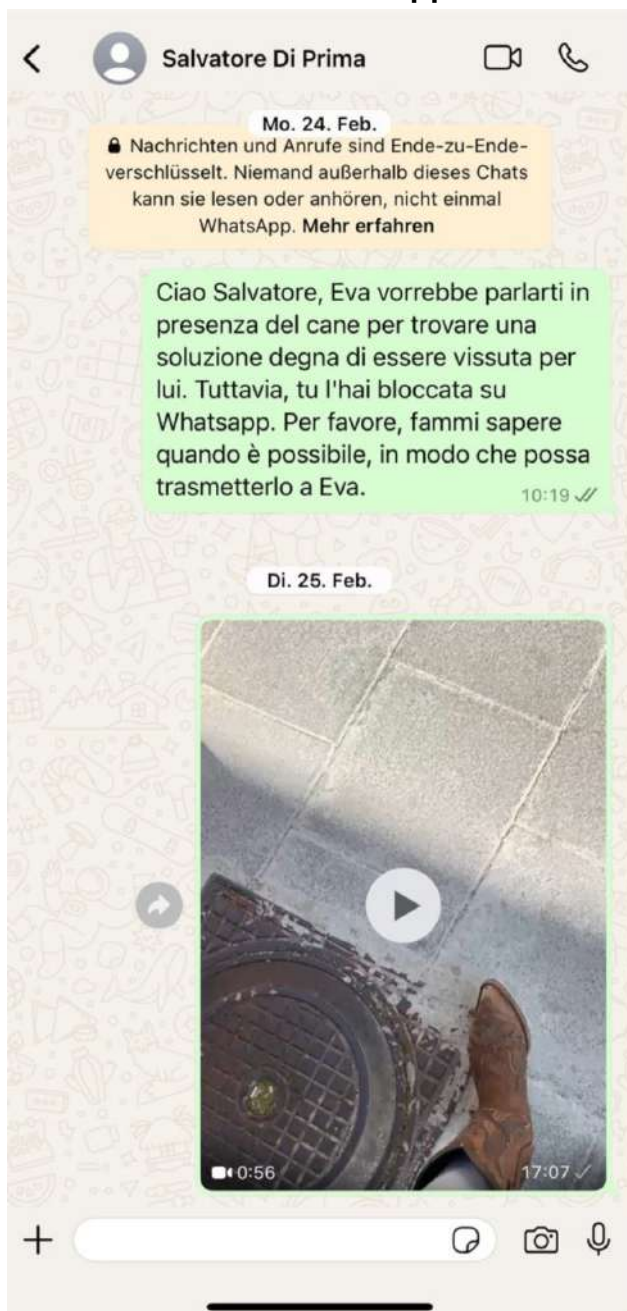 Salvatore Di Prima
Mo. 24. Feb.
Nachrichten und Anrufe sind Ende-zu-Ende-
verschlüsselt. Niemand außerhalb dieses Chats
kann sie lesen oder anhören, nicht einmal
WhatsApp. Mehr erfahren
Ciao Salvatore, Eva vorrebbe parlarti in
presenza del cane per trovare una
soluzione degna di essere vissuta per
lui. Tuttavia, tu l'hai bloccata su
Whatsapp. Per favore, fammi sapere
quando è possibile, in modo che possa
trasmetterlo a Eva.
10:19
Di. 25. Feb.
0:56
17:07